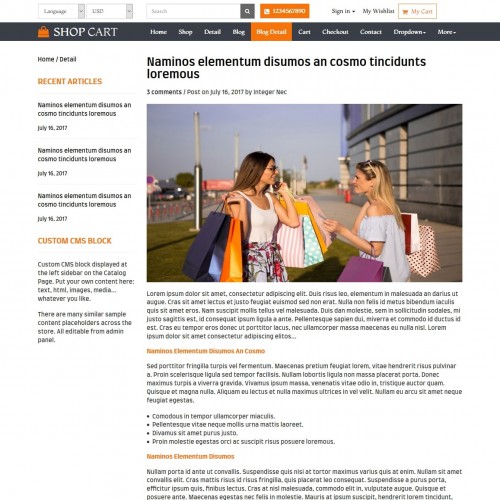 Language
USD
Search
1234567890
Sign in
My Wishlist
My Cart
SHOP CART
Home
Shop
Detail
Blog
Blog Detail
Cart
Checkout
Contact
Dropdown
More
Home / Detail
RECENT ARTICLES
Naminos elementum disumos an
cosmo tincidunts loremous
July 16, 2017
Naminos elementum disumos an
cosmo tincidunts loremous
July 16, 2017
Naminos elementum disumos an
cosmo tincidunts loremous
July 16, 2017
CUSTOM CMS BLOCK
Custom CMS block displayed at
the left sidebar on the Catalog
Page. Put your own content here:
text, html, images, media...
whatever you like.
There are many similar sample
content placeholders across the
store. All editable from admin
panel.
Naminos elementum disumos an cosmo tincidunts
loremous
3 comments / Post on July 16, 2017 by Integer Nec
Lorem ipsum dolor sit amet, consectetur adipiscing elit. Duis risus leo, elementum in malesuada an darius ut
augue. Cras sit amet lectus et justo feugiat euismod sed non erat. Nulla non felis id metus bibendum iaculis
quis sit amet eros. Nam suscipit mollis tellus vel malesuada. Duis dan molestie, sem in sollicitudin sodales, mi
justo sagittis est, id consequat ipsum ligula a ante. Pellentesque sapien dui, miverra et commodo id ductus id
est. Cras eu tempor eros donec ut porttitor lacus, nec ullamcorper massa maecenas eu nulla nisl. Lorem
ipsum dolor sit amet consectetur adipiscing elitos...
Naminos Elementum Disumos An Cosmo
Sed porttitor fringilla turpis vel fermentum. Maecenas pretium feugiat lorem, vitae hendrerit risus pulvinar
a. Proin scelerisque ligula sed tempor facilisis. Nullam lobortis ligula non massa placerat porta. Donec
maximus turpis a viverra gravida. Vivamus ipsum massa, venenatis vitae odio in, tristique auctor quam.
Quisque et magna nulla. Aliquam eu lectus et nulla maximus ultrices in vel velit. Nullam eu arcu sit amet neque
feugiat egestas.
• Comodous in tempor ullamcorper miaculis.
• Pellentesque vitae neque mollis urna mattis laoreet.
• Divamus sit amet purus justo.
• Proin molestie egestas orci ac suscipit risus posuere loremous.
Naminos Elementum Disumos
Nullam porta id ante ut convallis. Suspendisse quis nisl at tortor maximus varius quis at enim. Nullam sit amet
convallis elit. Cras mattis risus id risus fringilla, quis placerat leo consequat. Suspendisse a purus a porta,
efficitur ipsum quis, finibus lectus. Cras at nisl malesuada, commodo elit in, vulputate augue. Quisque et
posuere ante. Maecenas egestas nec felis in molestie. Mauris at ipsum suscipit, lobortis sem tincidunt,